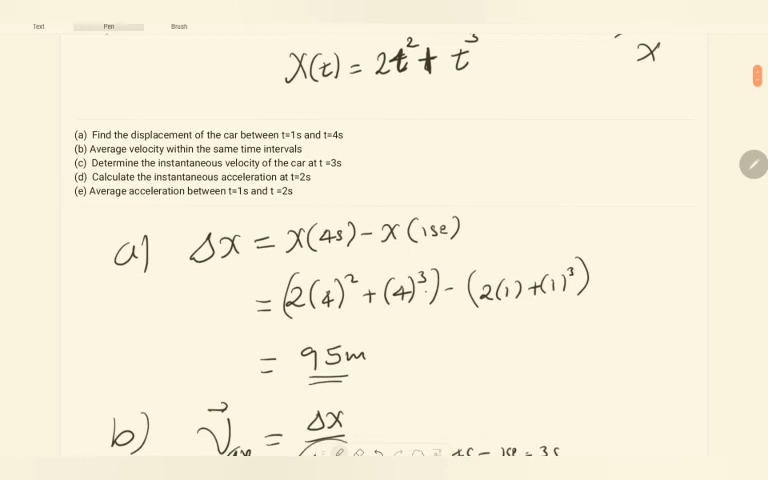 Text Pen Brush
X(t) = 2t² + t³
x
(a) Find the displacement of the car between t=1s and t=4s
(b) Average velocity within the same time intervals
(c) Determine the instantaneous velocity of the car at t =3s
(d) Calculate the instantaneous acceleration at t=2s
(e) Average acceleration between t=1s and t =2s
a) Δx = x(4s) - x(1se)
= (2(4)² + (4)³) - (2(1) + (1)³)
= 95m
b) V = Δx